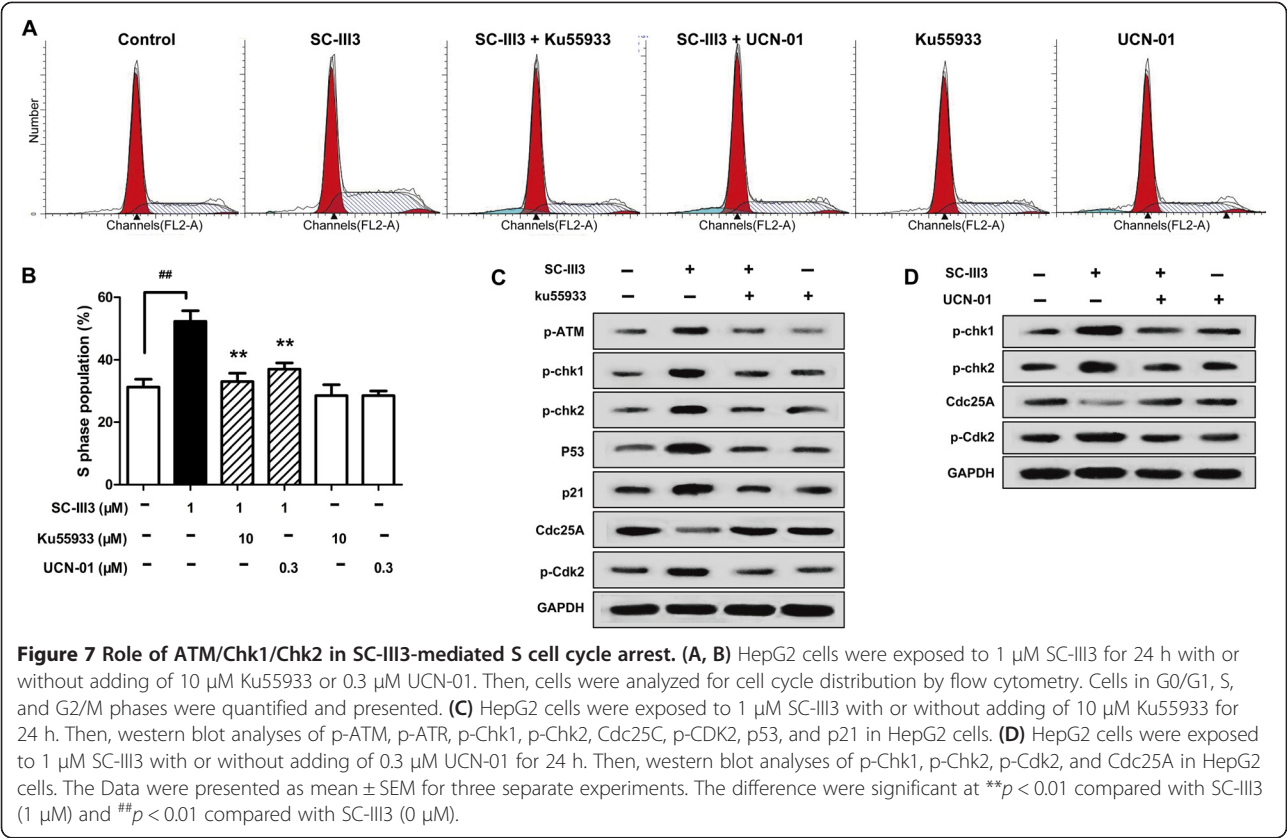 A
Control SC-III3 SC-III3 + Ku55933 SC-III3 + UCN-01 Ku55933 UCN-01
Number
0
Channels(FL2-A) Channels(FL2-A) Channels(FL2-A) Channels(FL2-A) Channels(FL2-A) Channels(FL2-A)
B
##
S phase population (%)
60
40
20
0
** **
SC-III3 (μM) – 1 1 1 – –
Ku55933 (μM) – – 10 – 10 –
UCN-01 (μM) – – – 0.3 – 0.3
C
SC-III3 – + + –
ku55933 – – + +
p-ATM
p-chk1
p-chk2
P53
p21
Cdc25A
p-Cdk2
GAPDH
D
SC-III3 – + + –
UCN-01 – – + +
p-chk1
p-chk2
Cdc25A
p-Cdk2
GAPDH
Figure 7 Role of ATM/Chk1/Chk2 in SC-III3-mediated S cell cycle arrest. (A, B) HepG2 cells were exposed to 1 μM SC-III3 for 24 h with or
without adding of 10 μM Ku55933 or 0.3 μM UCN-01. Then, cells were analyzed for cell cycle distribution by flow cytometry. Cells in G0/G1, S,
and G2/M phases were quantified and presented. (C) HepG2 cells were exposed to 1 μM SC-III3 with or without adding of 10 μM Ku55933 for
24 h. Then, western blot analyses of p-ATM, p-ATR, p-Chk1, p-Chk2, Cdc25C, p-CDK2, p53, and p21 in HepG2 cells. (D) HepG2 cells were exposed
to 1 μM SC-III3 with or without adding of 0.3 μM UCN-01 for 24 h. Then, western blot analyses of p-Chk1, p-Chk2, p-Cdk2, and Cdc25A in HepG2
cells. The Data were presented as mean ± SEM for three separate experiments. The difference were significant at **p < 0.01 compared with SC-III3
(1 μM) and ##p < 0.01 compared with SC-III3 (0 μM).